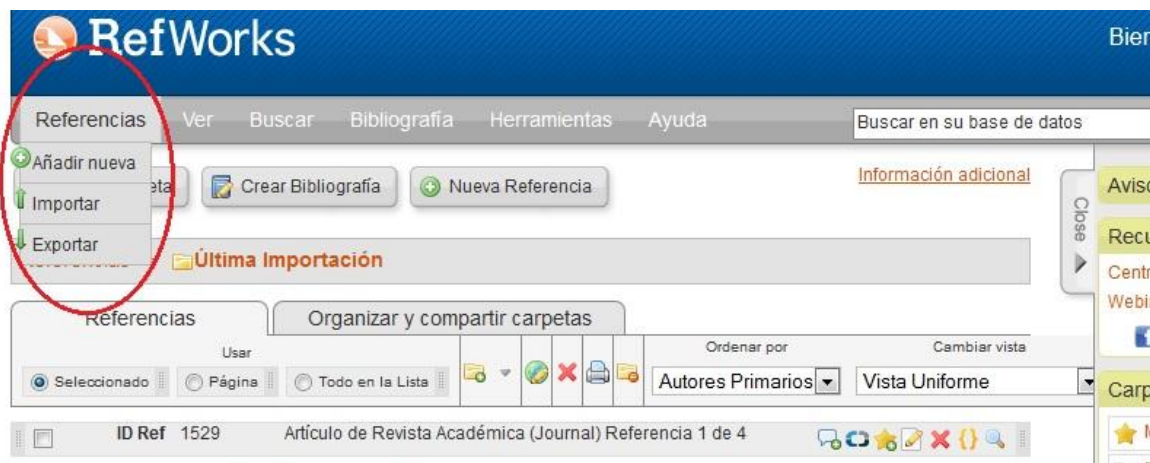 RefWorks
Bien
Referencias Ver Buscar Bibliografía Herramientas Ayuda Buscar en su base de datos
Añadir nueva
Importar
Exportar
Crear Bibliografía Nueva Referencia Información adicional
Close
Última Importación
Referencias Organizar y compartir carpetas
Usar Ordenar por Cambiar vista
Seleccionado Página Todo en la Lista Autores Primarios Vista Uniforme
ID Ref 1529 Artículo de Revista Académica (Journal) Referencia 1 de 4
Aviso
Recu
Centr
Webi
Carp